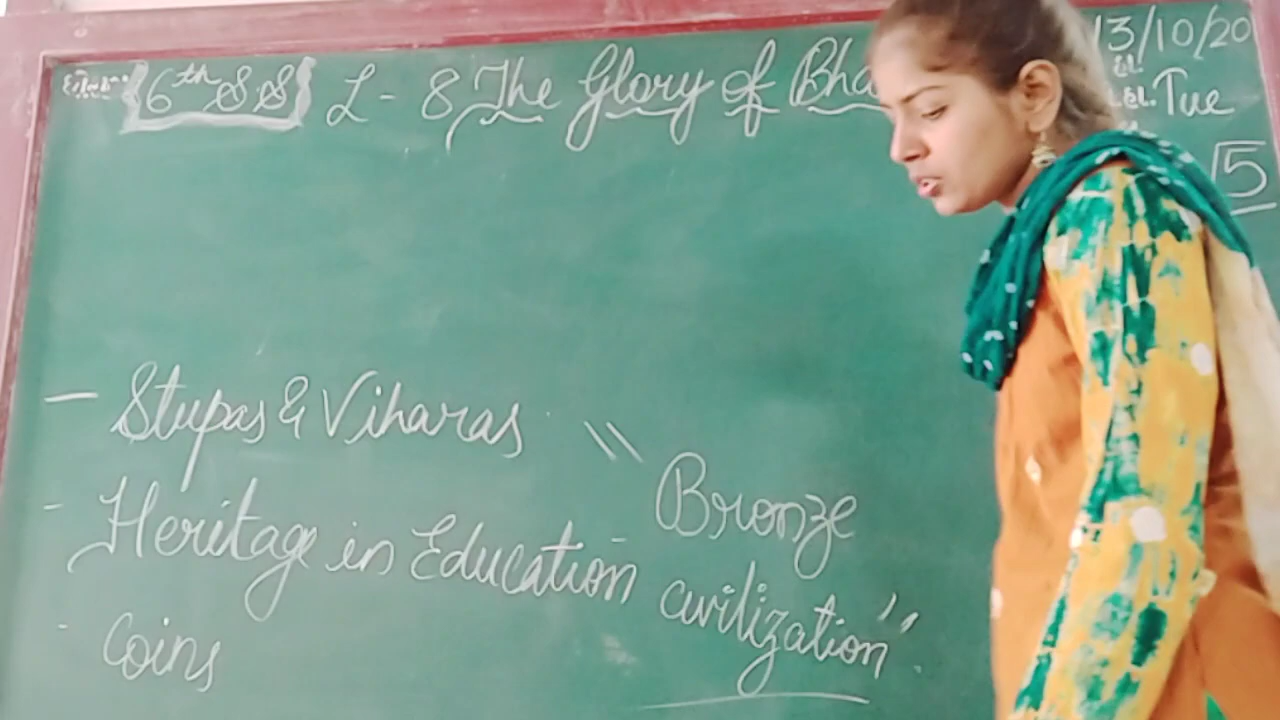 {6th S.S} L - 8 The Glory of Bha
13/10/20
Tue
5
- Stupas & Viharas
- Heritage in Education
- Coins
"Bronze
civilization"